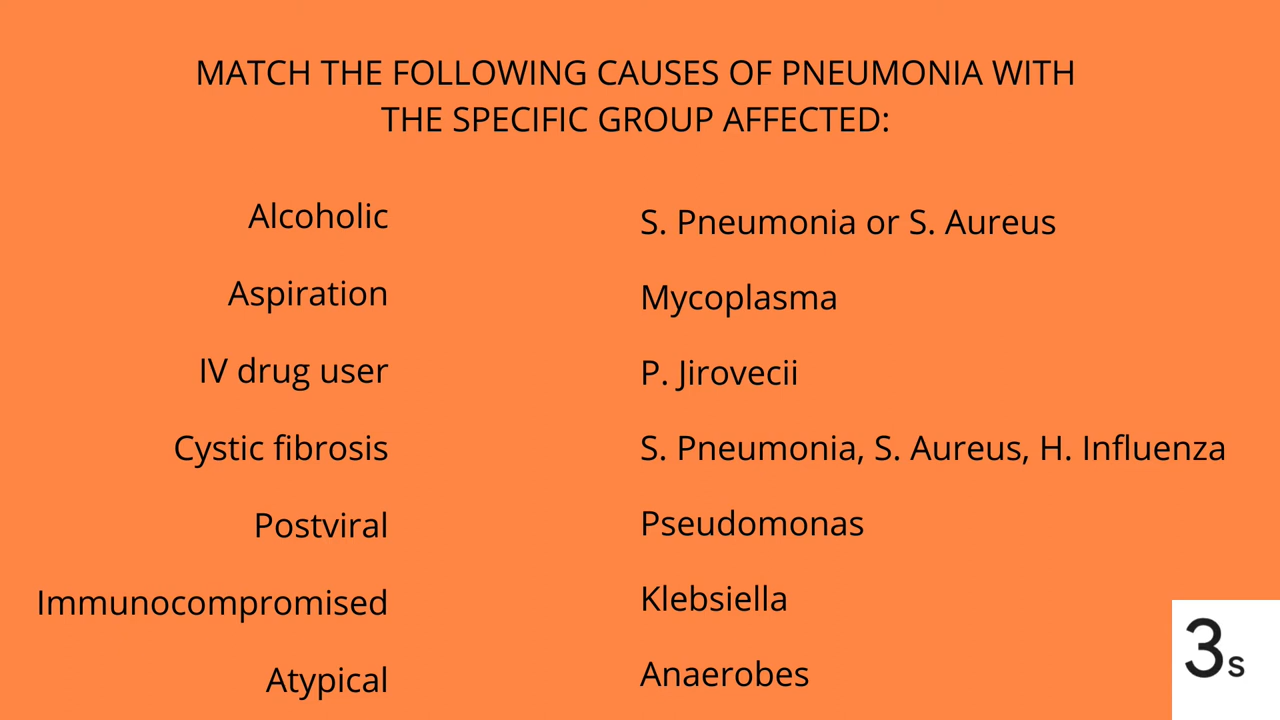 MATCH THE FOLLOWING CAUSES OF PNEUMONIA WITH
THE SPECIFIC GROUP AFFECTED:
Alcoholic
Aspiration
IV drug user
Cystic fibrosis
Postviral
Immunocompromised
Atypical
S. Pneumonia or S. Aureus
Mycoplasma
P. Jirovecii
S. Pneumonia, S. Aureus, H. Influenza
Pseudomonas
Klebsiella
Anaerobes
3s